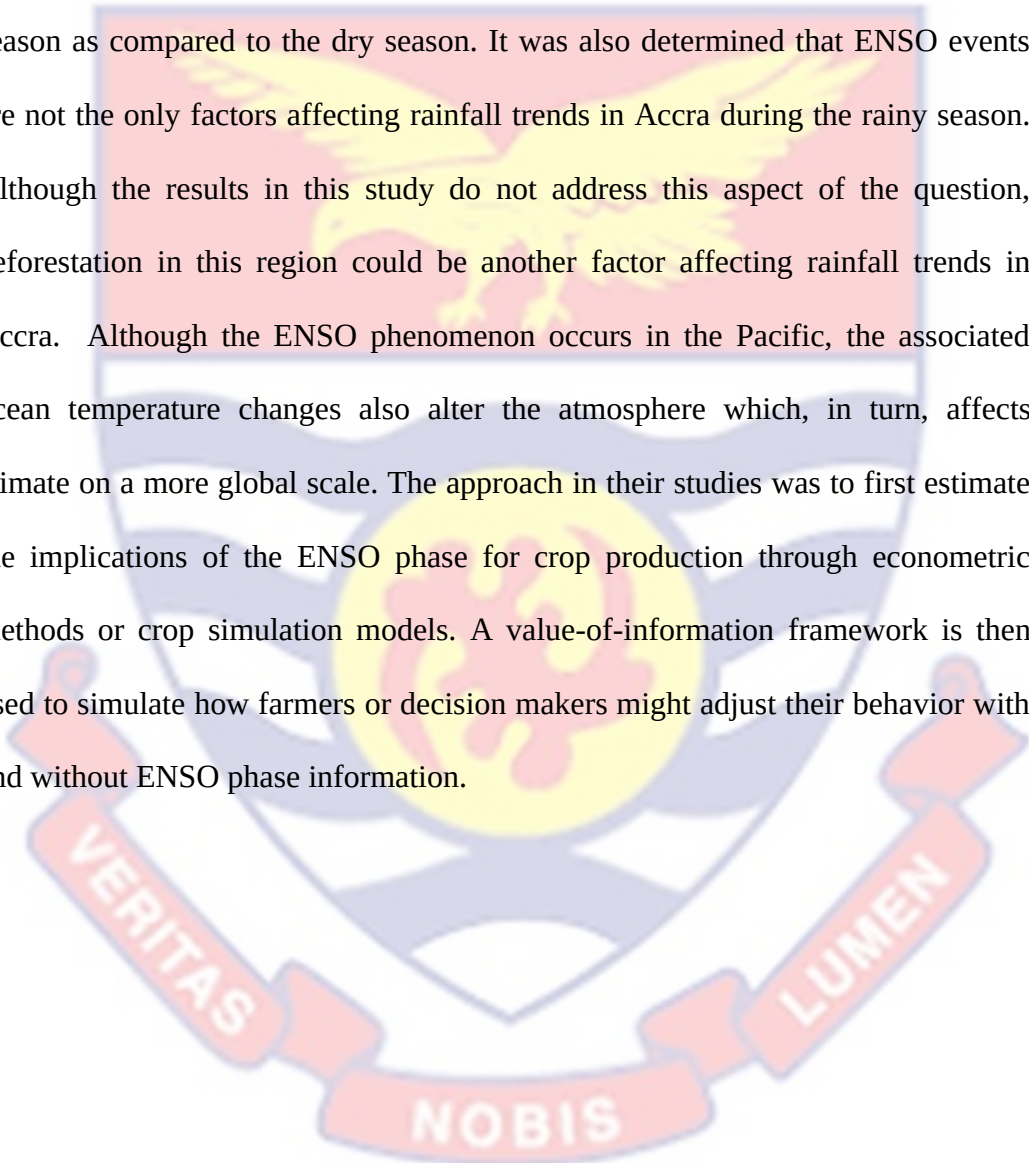 eason as compared to the dry season. It was also determined that ENSO events
re not the only factors affecting rainfall trends in Accra during the rainy season.
lthough the results in this study do not address this aspect of the question,
eforestation in this region could be another factor affecting rainfall trends in
ccra. Although the ENSO phenomenon occurs in the Pacific, the associated
cean temperature changes also alter the atmosphere which, in turn, affects
imate on a more global scale. The approach in their studies was to first estimate
e implications of the ENSO phase for crop production through econometric
ethods or crop simulation models. A value-of-information framework is then
sed to simulate how farmers or decision makers might adjust their behavior with
nd without ENSO phase information.
VERITAS
NOBIS
LUMEN